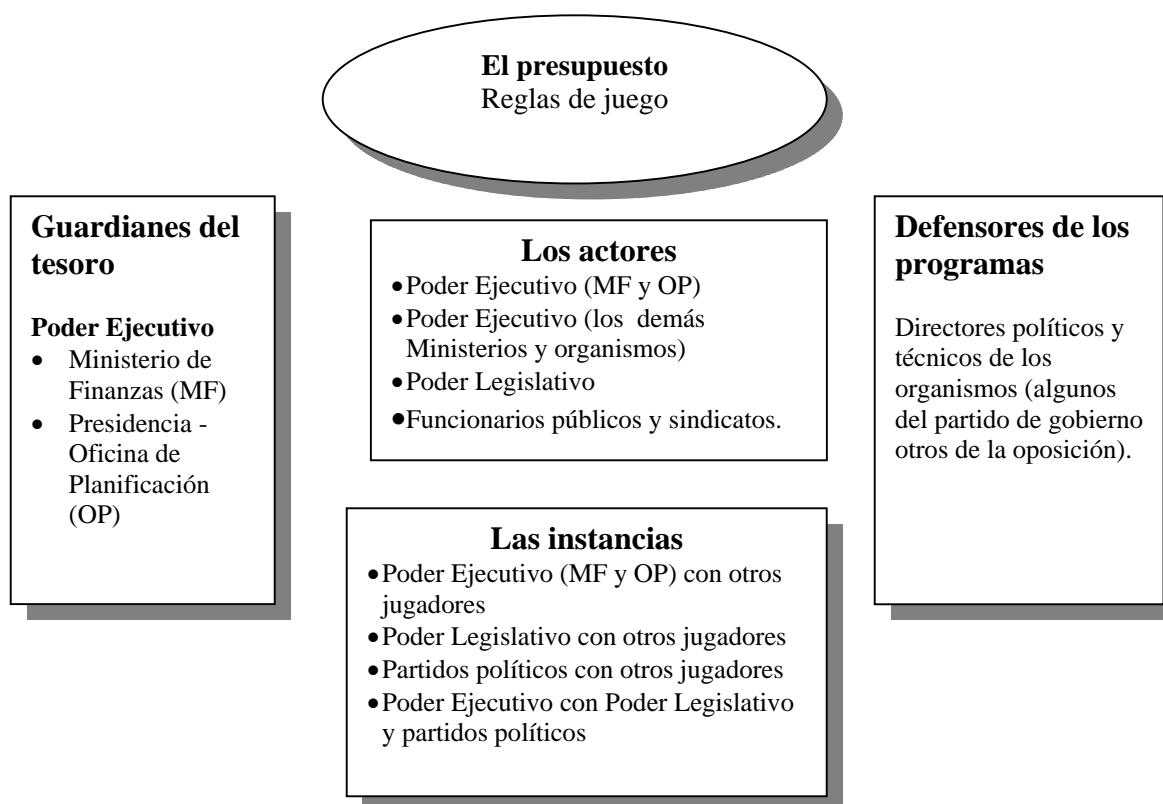 El presupuesto
Reglas de juego
Guardianes del
tesoro
Poder Ejecutivo
• Ministerio de
Finanzas (MF)
• Presidencia -
Oficina de
Planificación
(OP)
Los actores
•Poder Ejecutivo (MF y OP)
•Poder Ejecutivo (los demás
Ministerios y organismos)
•Poder Legislativo
•Funcionarios públicos y sindicatos.
Las instancias
•Poder Ejecutivo (MF y OP) con otros
jugadores
•Poder Legislativo con otros jugadores
•Partidos políticos con otros jugadores
•Poder Ejecutivo con Poder Legislativo
y partidos políticos
Defensores de los
programas
Directores políticos y
técnicos de los
organismos (algunos
del partido de gobierno
otros de la oposición).